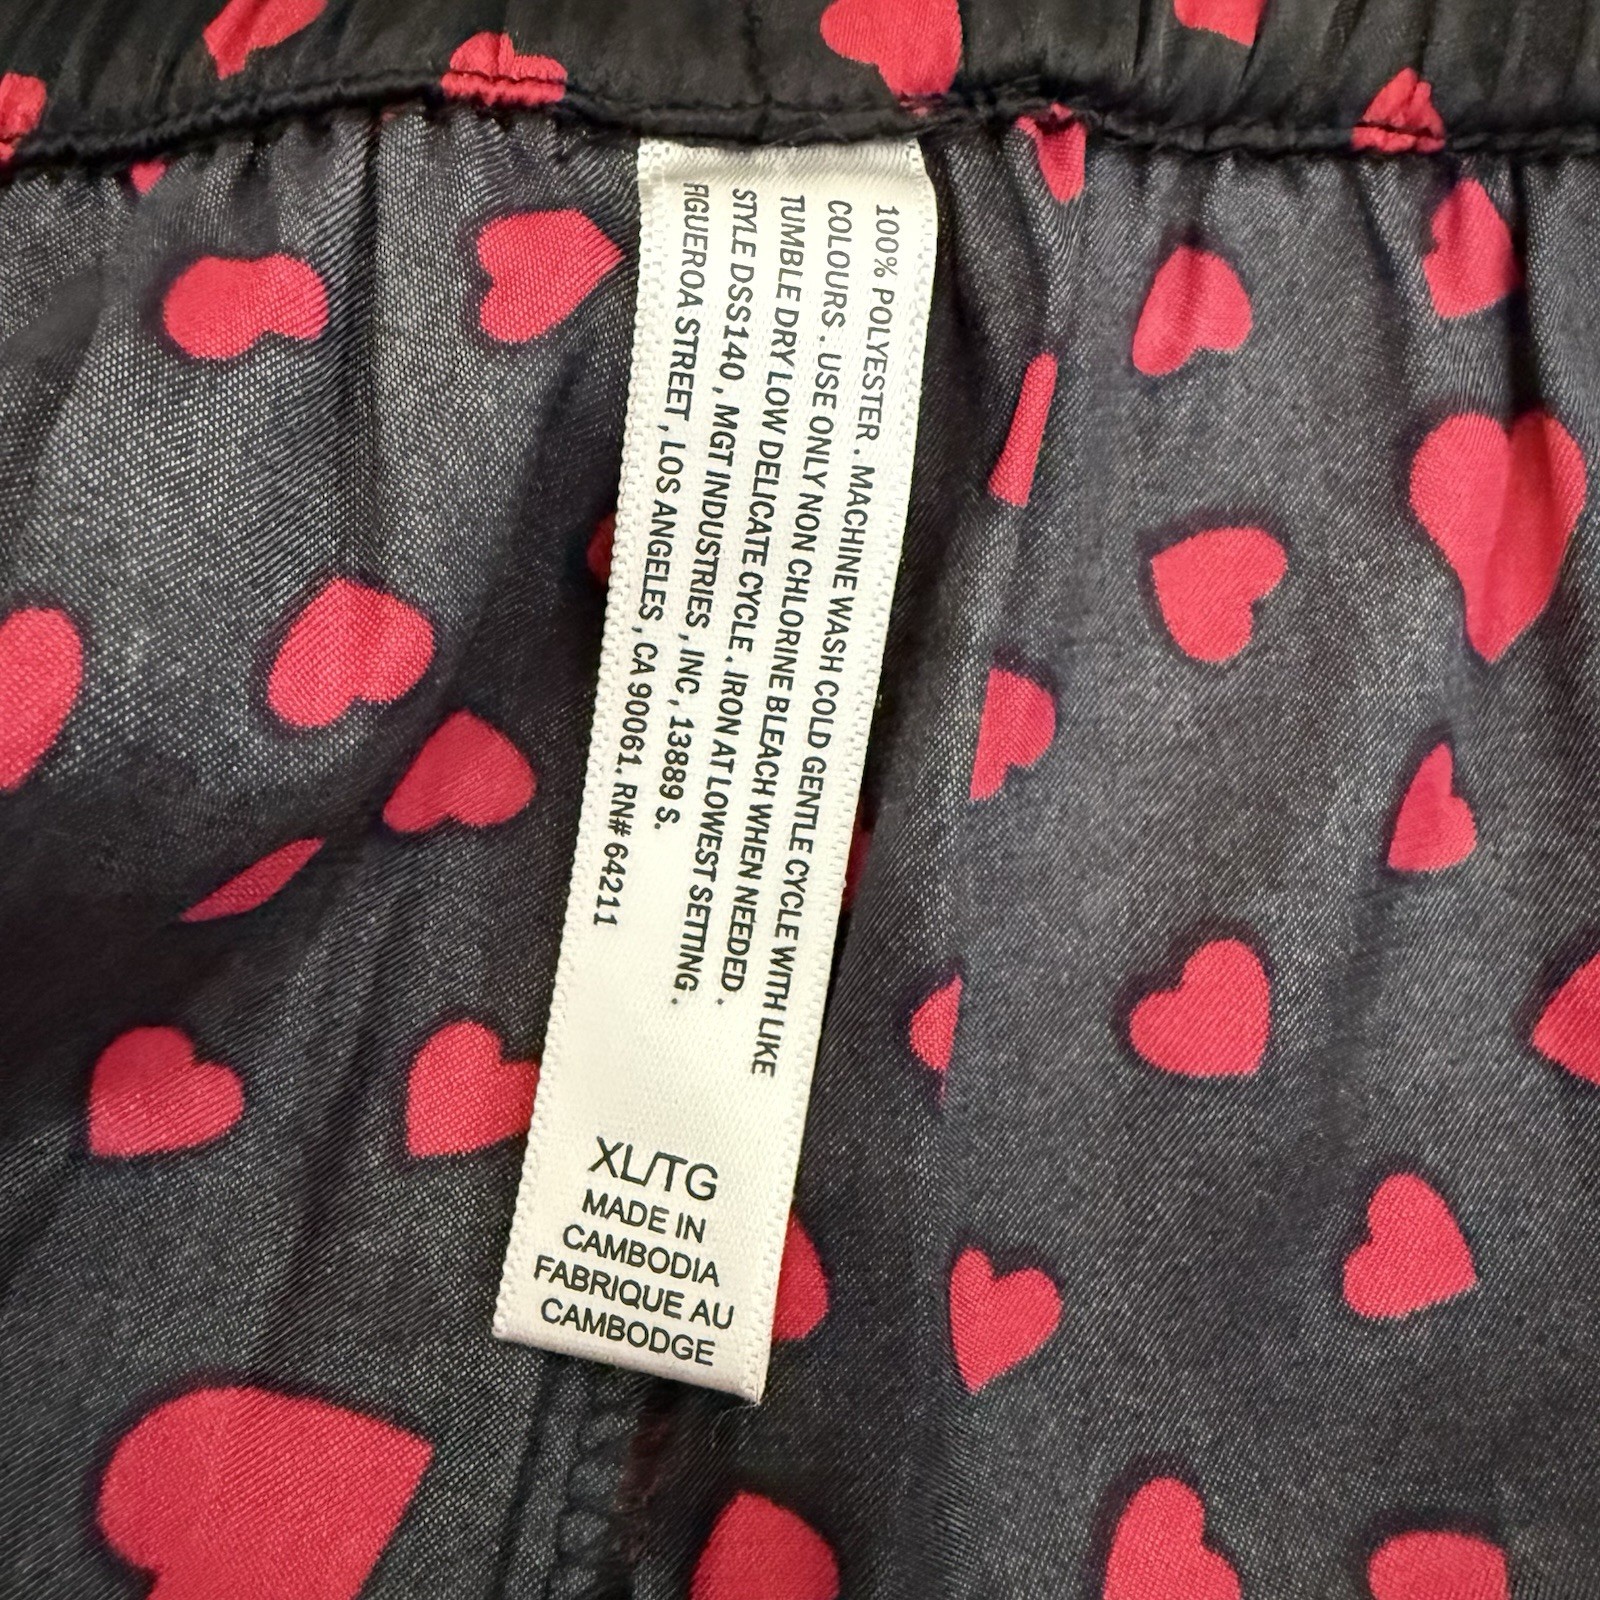 100% POLYESTER . MACHINE WASH COLD GENTLE CYCLE WITH LIKE
COLOURS . USE ONLY NON CHLORINE BLEACH WHEN NEEDED .
TUMBLE DRY LOW DELICATE CYCLE . IRON AT LOWEST SETTING .
STYLE DSS140 , MGT INDUSTRIES , INC , 13889 S.
FIGUEROA STREET , LOS ANGELES , CA 90061. RN# 64211
XL/TG
MADE IN
CAMBODIA
FABRIQUE AU
CAMBODGE